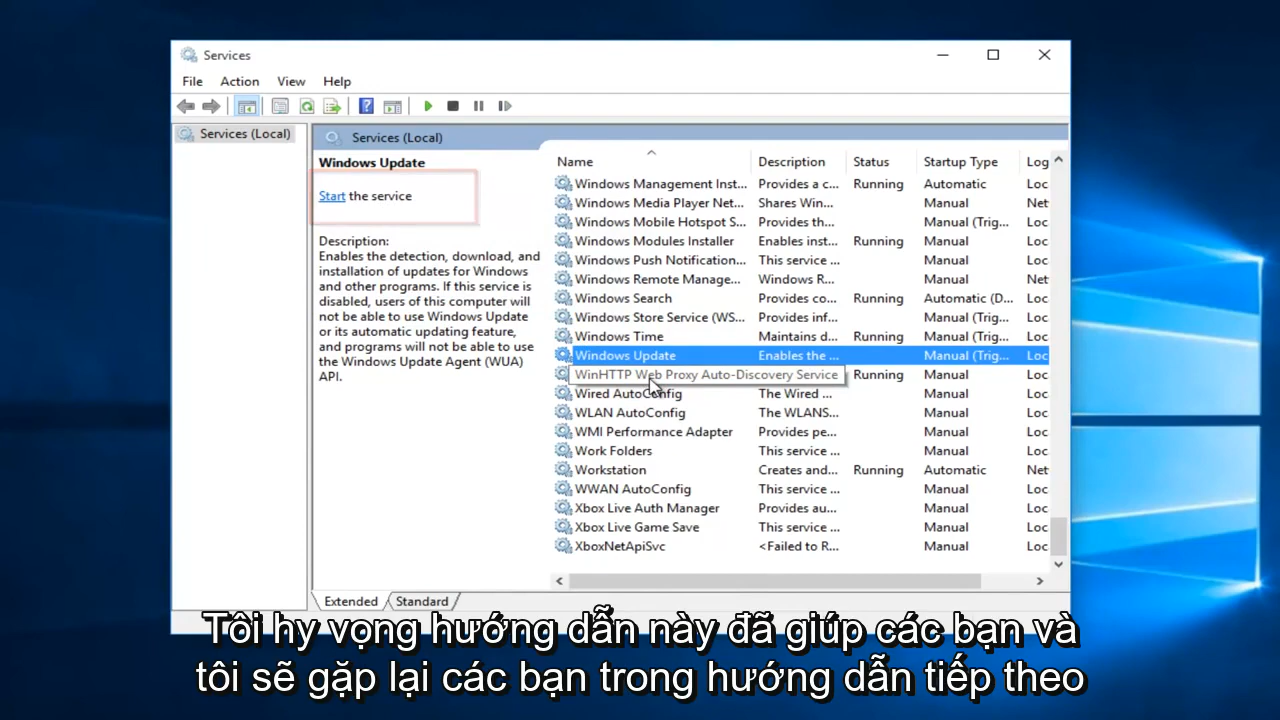 Services
File Action View Help
Services (Local)
Services (Local)
Windows Update
Start the service
Description:
Enables the detection, download, and
installation of updates for Windows
and other programs. If this service is
disabled, users of this computer will
not be able to use Windows Update
or its automatic updating feature,
and programs will not be able to use
the Windows Update Agent (WUA)
API.
Name Description Status Startup Type Log
Windows Management Inst... Provides a c... Running Automatic Loc
Windows Media Player Net... Shares Win... Manual Net
Windows Mobile Hotspot S... Provides th... Manual (Trig... Loc
Windows Modules Installer Enables inst... Running Manual Loc
Windows Push Notification... This service ... Manual Loc
Windows Remote Manage... Windows R... Manual Net
Windows Search Provides co... Running Automatic (D... Loc
Windows Store Service (WS... Provides inf... Manual (Trig... Loc
Windows Time Maintains d... Running Manual (Trig... Loc
Windows Update Enables the ... Manual (Trig... Loc
WinHTTP Web Proxy Auto-Discovery Service Running Manual Loc
Wired AutoConfig The Wired ... Manual Loc
WLAN AutoConfig The WLANS... Manual Loc
WMI Performance Adapter Provides pe... Manual Loc
Work Folders This service ... Manual Loc
Workstation Creates and... Running Automatic Net
WWAN AutoConfig This service ... Manual Loc
Xbox Live Auth Manager Provides au... Manual Loc
Xbox Live Game Save This service ... Manual Loc
XboxNetApiSvc <Failed to R... Manual Loc
Extended Standard
Tôi hy vọng hướng dẫn này đã giúp các bạn và
tôi sẽ gặp lại các bạn trong hướng dẫn tiếp theo